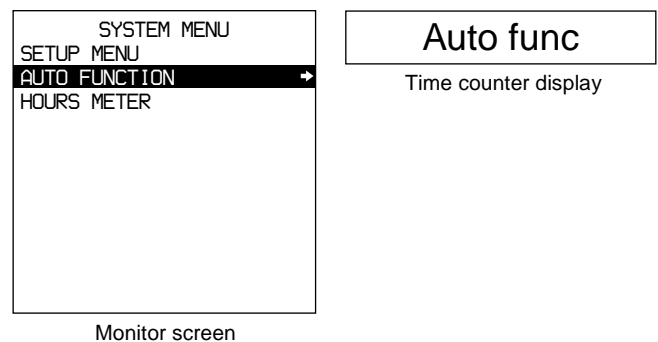 SYSTEM MENU
SETUP MENU
AUTO FUNCTION ➡
HOURS METER
Monitor screen
Auto func
Time counter display